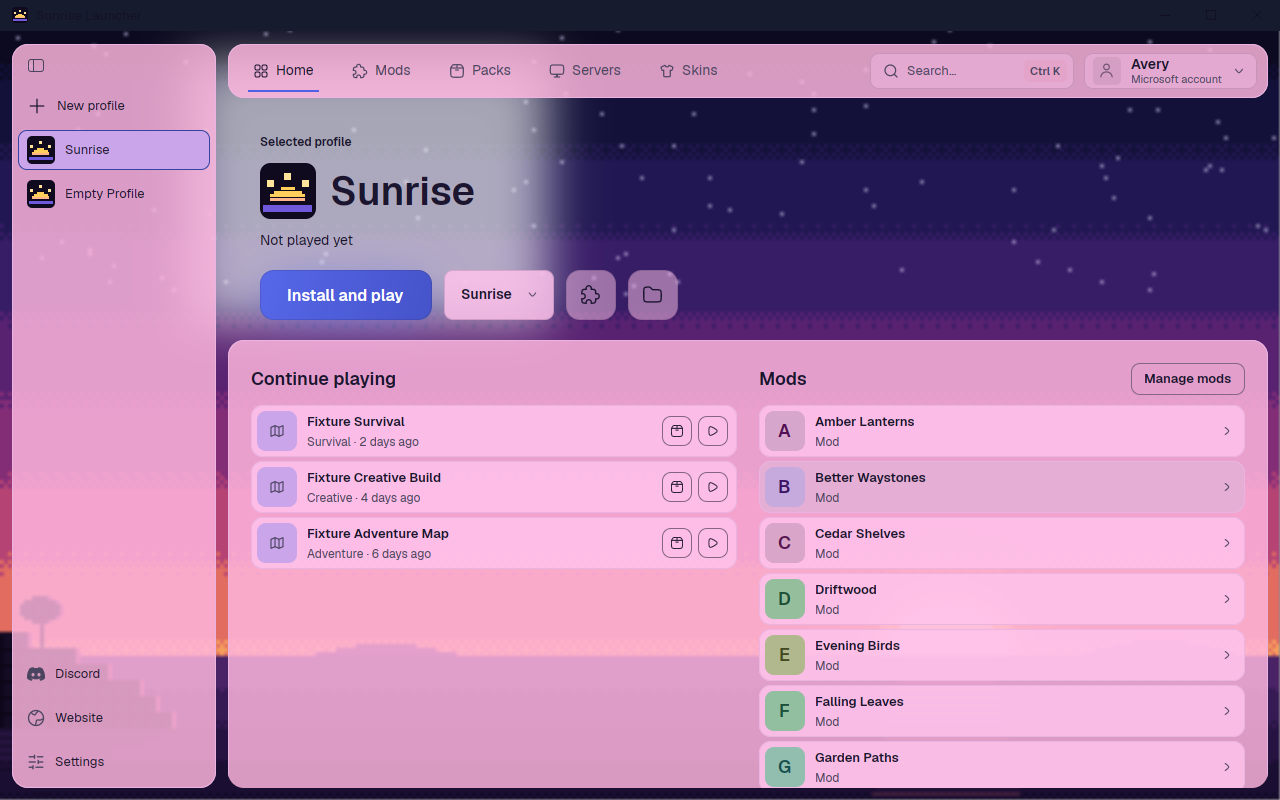 Sunrise Launcher
Home
Mods
Packs
Servers
Skins
Search...
Ctrl K
Avery
Microsoft account
New profile
Sunrise
Empty Profile
Selected profile
Sunrise
Not played yet
Install and play
Sunrise
Continue playing
Fixture Survival
Survival · 2 days ago
Fixture Creative Build
Creative · 4 days ago
Fixture Adventure Map
Adventure · 6 days ago
Mods
Manage mods
A
Amber Lanterns
Mod
B
Better Waystones
Mod
C
Cedar Shelves
Mod
D
Driftwood
Mod
E
Evening Birds
Mod
F
Falling Leaves
Mod
G
Garden Paths
Mod
Discord
Website
Settings